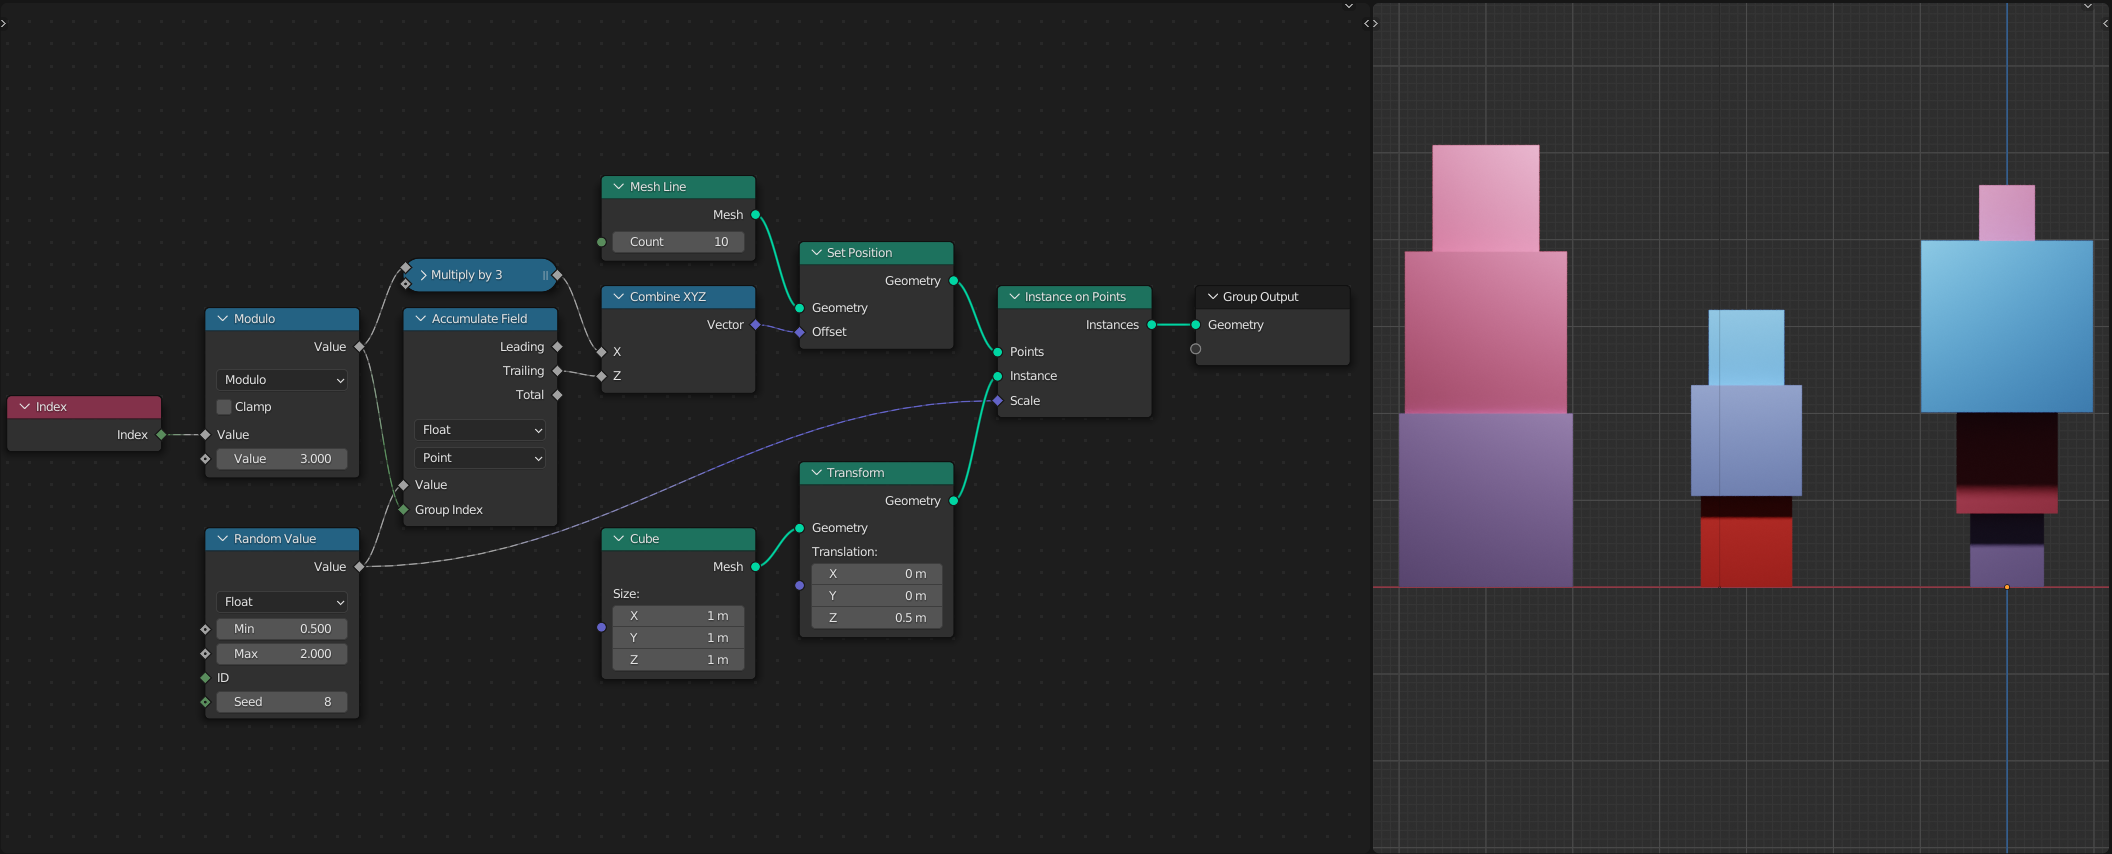 Index
Index
Modulo
Value
Modulo
Clamp
Value
Value 3.000
Random Value
Value
Float
Min 0.500
Max 2.000
ID
Seed 8
Multiply by 3
Accumulate Field
Leading
Trailing
Total
Float
Point
Value
Group Index
Mesh Line
Mesh
Count 10
Combine XYZ
Vector
X
Z
Cube
Mesh
Size:
X 1 m
Y 1 m
Z 1 m
Set Position
Geometry
Geometry
Offset
Transform
Geometry
Geometry
Translation:
X 0 m
Y 0 m
Z 0.5 m
Instance on Points
Instances
Points
Instance
Scale
Group Output
Geometry